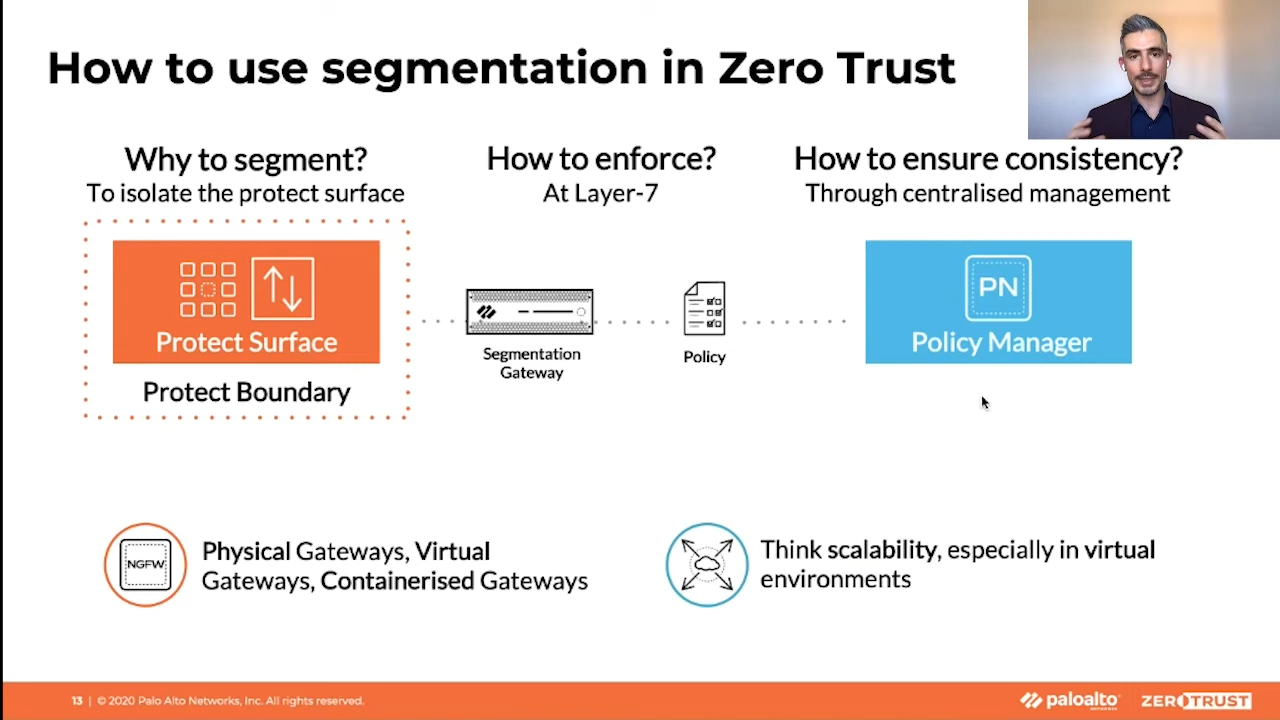 How to use segmentation in Zero Trust
Why to segment?
To isolate the protect surface
How to enforce?
At Layer-7
How to ensure consistency?
Through centralised management
Protect Surface
Protect Boundary
Segmentation
Gateway
Policy
PN
Policy Manager
NGFW
Physical Gateways, Virtual
Gateways, Containerised Gateways
Think scalability, especially in virtual
environments
13 | © 2020 Palo Alto Networks, Inc. All rights reserved.
paloalto
NETWORKS
ZERO TRUST